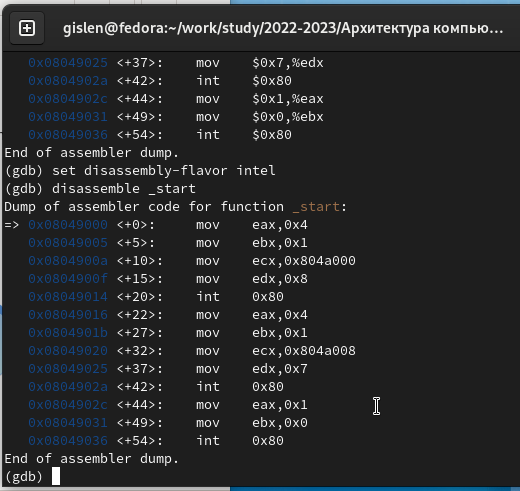 gislen@fedora:~/work/study/2022-2023/Архитектура компью...
0x08049025 <+37>: mov $0x7,%edx
0x0804902a <+42>: int $0x80
0x0804902c <+44>: mov $0x1,%eax
0x08049031 <+49>: mov $0x0,%ebx
0x08049036 <+54>: int $0x80
End of assembler dump.
(gdb) set disassembly-flavor intel
(gdb) disassemble _start
Dump of assembler code for function _start:
=> 0x08049000 <+0>: mov eax,0x4
0x08049005 <+5>: mov ebx,0x1
0x0804900a <+10>: mov ecx,0x804a000
0x0804900f <+15>: mov edx,0x8
0x08049014 <+20>: int 0x80
0x08049016 <+22>: mov eax,0x4
0x0804901b <+27>: mov ebx,0x1
0x08049020 <+32>: mov ecx,0x804a008
0x08049025 <+37>: mov edx,0x7
0x0804902a <+42>: int 0x80
0x0804902c <+44>: mov eax,0x1
0x08049031 <+49>: mov ebx,0x0
0x08049036 <+54>: int 0x80
End of assembler dump.
(gdb)